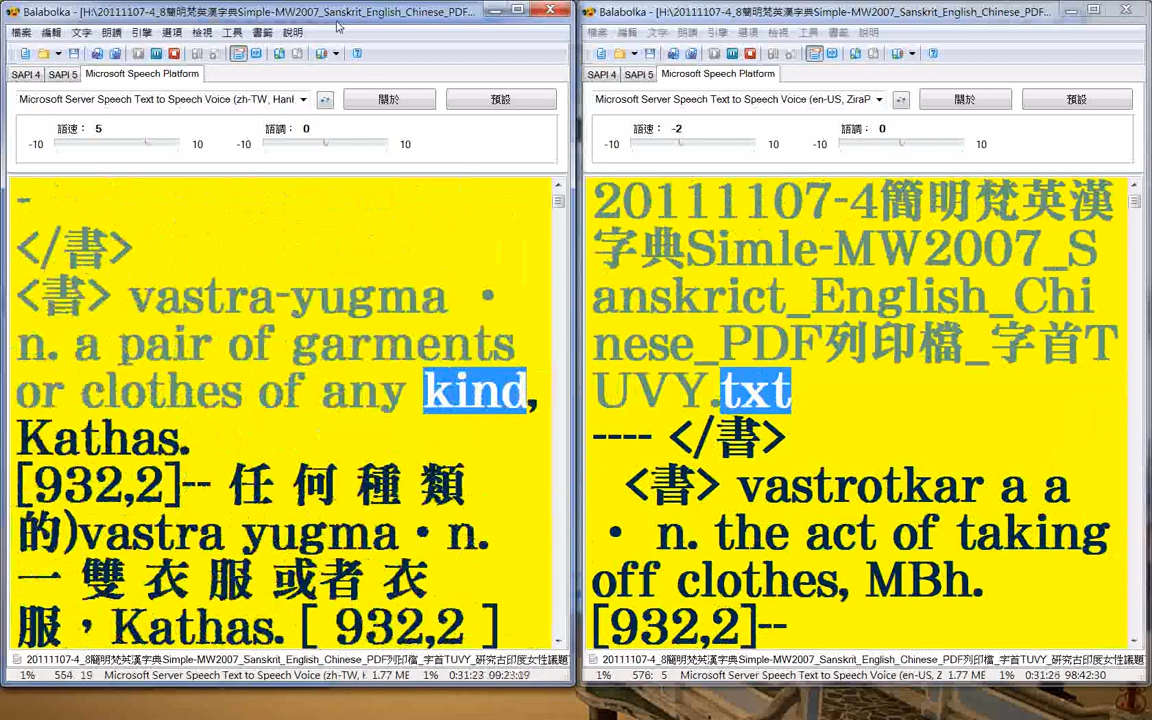 Balabolka - [H:\20111107-4_8簡明梵英漢字典Simple-MW2007_Sanskrit_English_Chinese_PDF...
檔案 編輯 文字 朗讀 引擎 選項 檢視 工具 書籤 說明
SAPI 4 SAPI 5 Microsoft Speech Platform
Microsoft Server Speech Text to Speech Voice (zh-TW, HanH
關於 預設
語速： 5 語調： 0
-10 10 -10 10
-
</書>
<書> vastra-yugma •
n. a pair of garments
or clothes of any kind,
Kathas.
[932,2]-- 任 何 種 類
的)vastra yugma • n.
一 雙 衣 服 或者 衣
服，Kathas. [ 932,2 ]
20111107-4_8簡明梵英漢字典Simple-MW2007_Sanskrit_English_Chinese_PDF列印檔_字首TUVY_研究古印度女性議題
1% 554 19 Microsoft Server Speech Text to Speech Voice (zh-TW, H 1.77 ME 1% 0:31:23 09:23:19
Balabolka - [H:\20111107-4_8簡明梵英漢字典Simple-MW2007_Sanskrit_English_Chinese_PDF...
檔案 編輯 文字 朗讀 引擎 選項 檢視 工具 書籤 說明
SAPI 4 SAPI 5 Microsoft Speech Platform
Microsoft Server Speech Text to Speech Voice (en-US, ZiraP
關於 預設
語速： -2 語調： 0
-10 10 -10 10
20111107-4簡明梵英漢
字典Simle-MW2007_S
anskrict_English_Chi
nese_PDF列印檔_字首T
UVY.txt
---- </書>
<書> vastrotkar a a
• n. the act of taking
off clothes, MBh.
[932,2]--
20111107-4_8簡明梵英漢字典Simple-MW2007_Sanskrit_English_Chinese_PDF列印檔_字首TUVY_研究古印度女性議題
1% 576: 5 Microsoft Server Speech Text to Speech Voice (en-US, Z 1.77 ME 1% 0:31:26 98:42:30